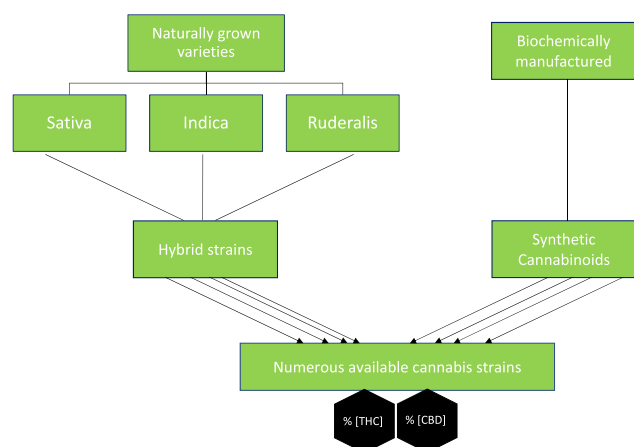 Naturally grown
varieties
Biochemically
manufactured
Sativa
Indica
Ruderalis
Hybrid strains
Synthetic
Cannabinoids
Numerous available cannabis strains
% [THC]
% [CBD]